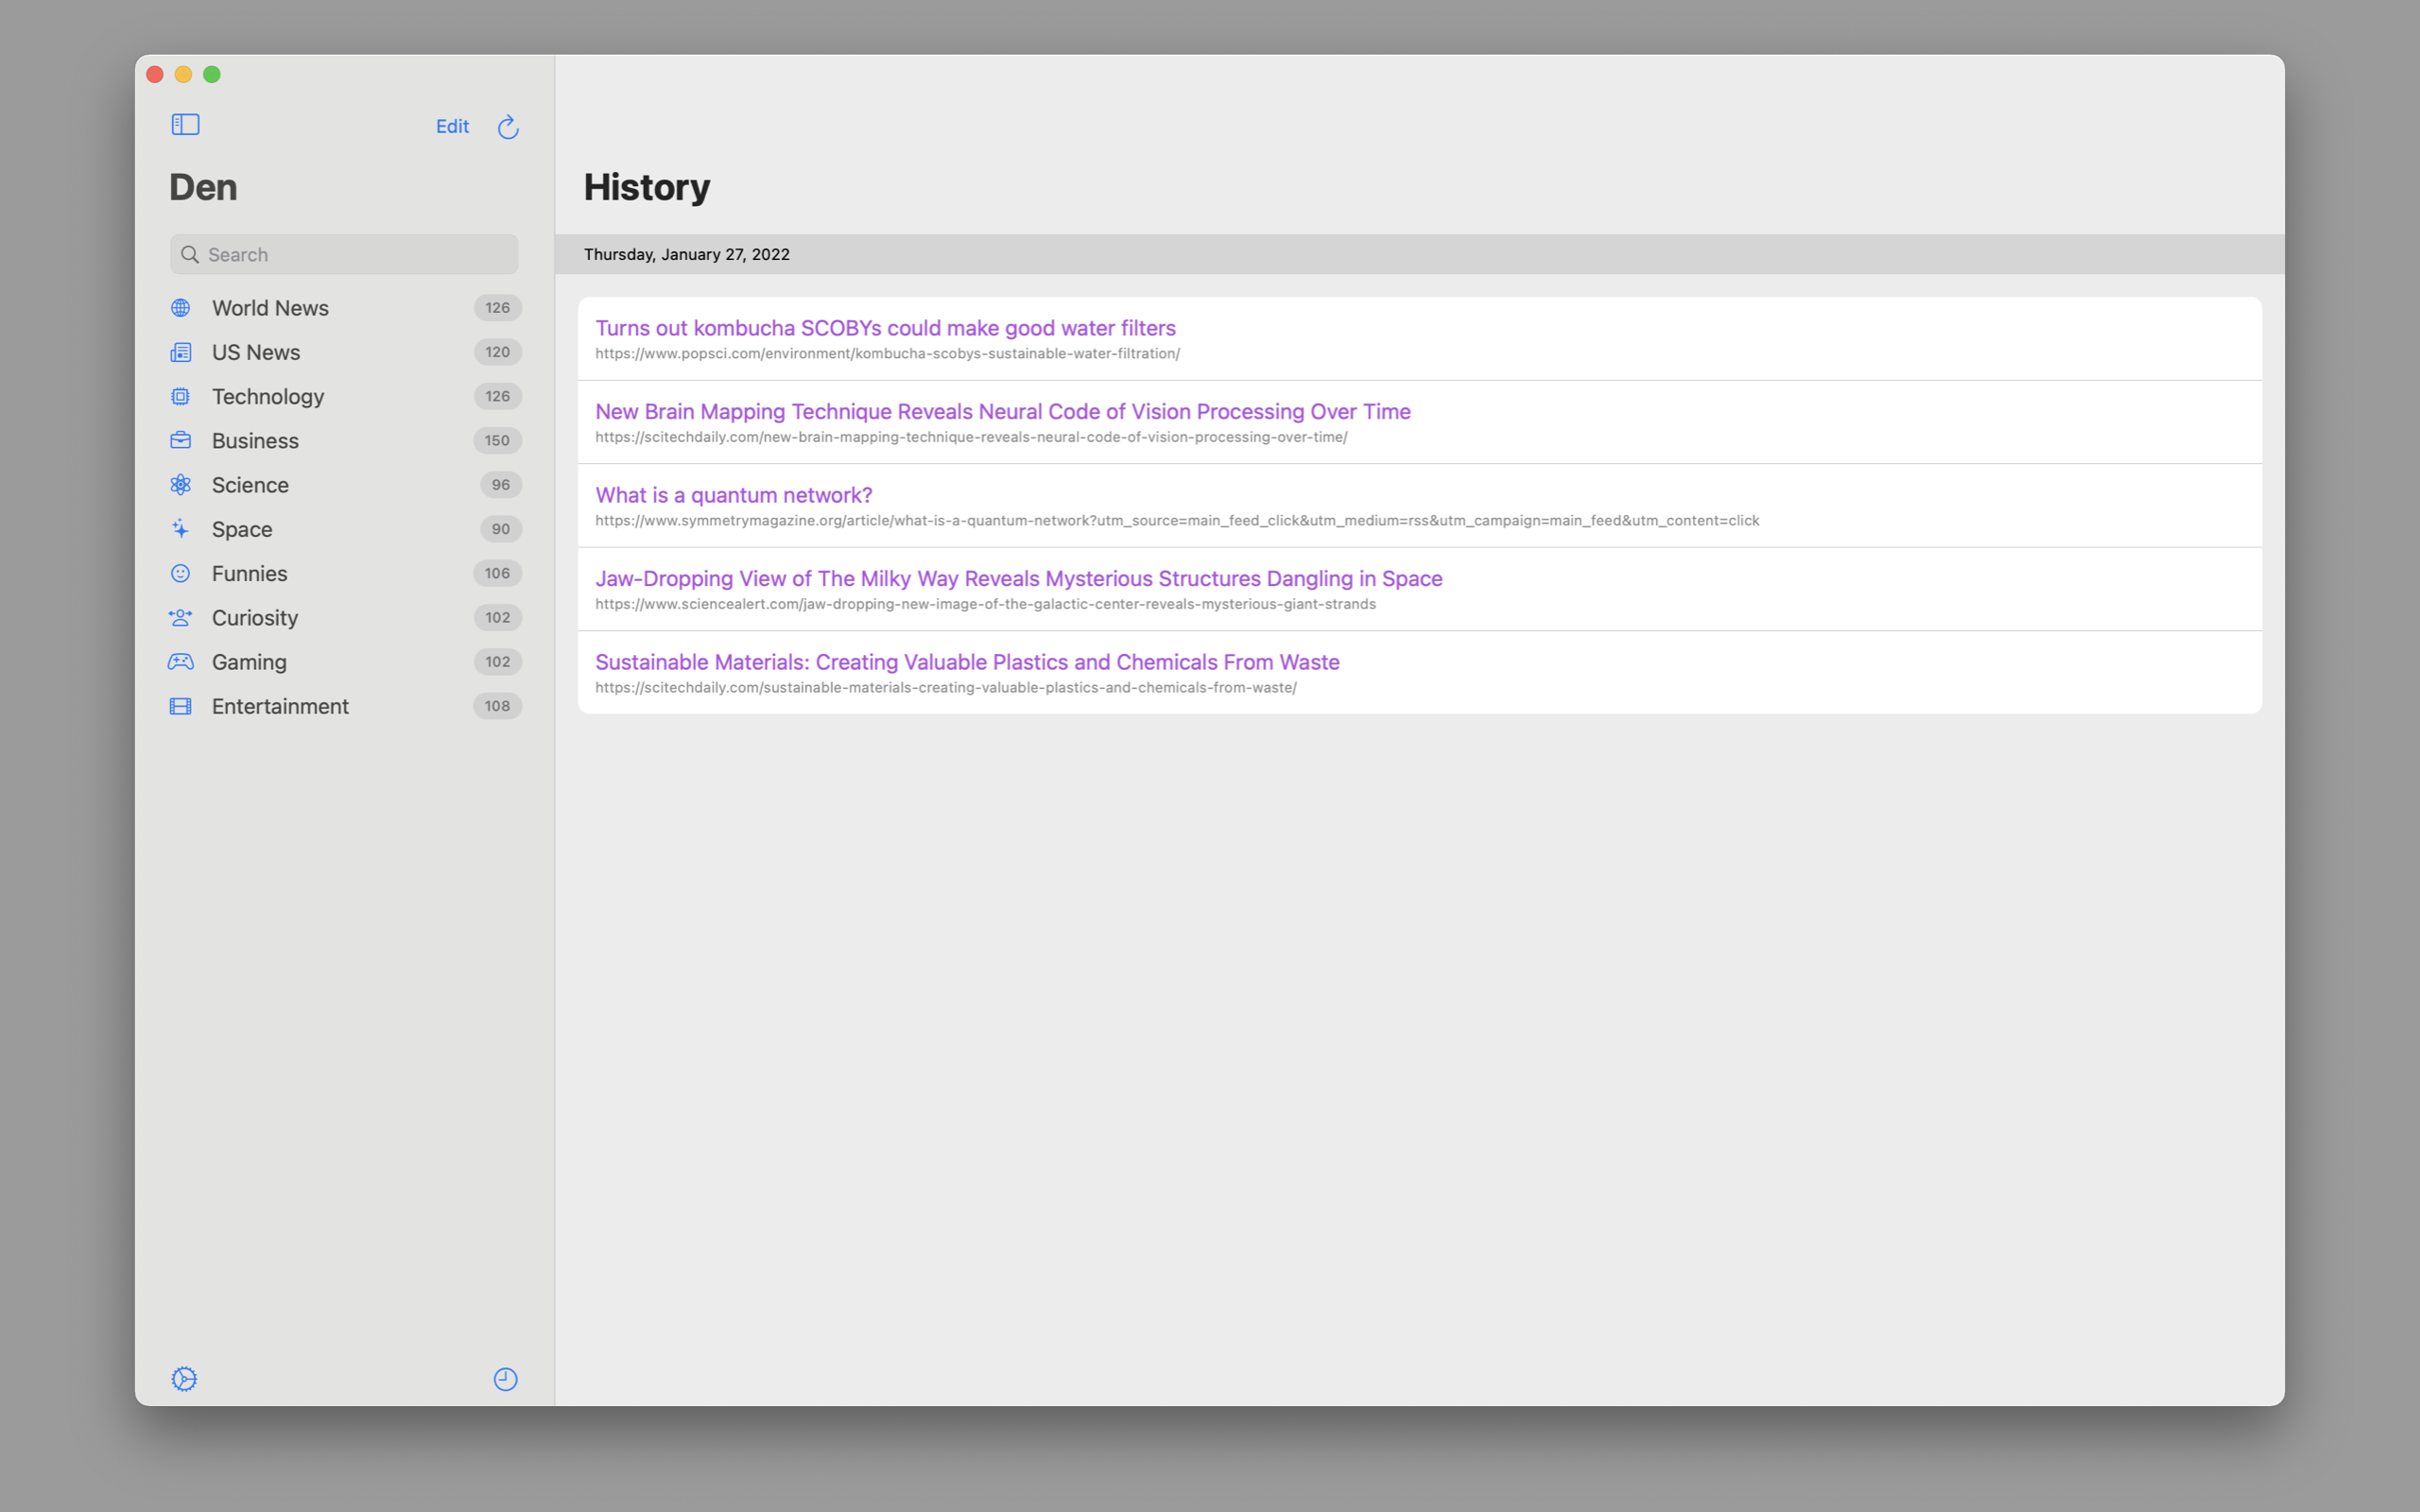 Edit
Den
Search
World News 126
US News 120
Technology 126
Business 150
Science 96
Space 90
Funnies 106
Curiosity 102
Gaming 102
Entertainment 108
History
Thursday, January 27, 2022
Turns out kombucha SCOBYs could make good water filters
https://www.popsci.com/environment/kombucha-scobys-sustainable-water-filtration/
New Brain Mapping Technique Reveals Neural Code of Vision Processing Over Time
https://scitechdaily.com/new-brain-mapping-technique-reveals-neural-code-of-vision-processing-over-time/
What is a quantum network?
https://www.symmetrymagazine.org/article/what-is-a-quantum-network?utm_source=main_feed_click&utm_medium=rss&utm_campaign=main_feed&utm_content=click
Jaw-Dropping View of The Milky Way Reveals Mysterious Structures Dangling in Space
https://www.sciencealert.com/jaw-dropping-new-image-of-the-galactic-center-reveals-mysterious-giant-strands
Sustainable Materials: Creating Valuable Plastics and Chemicals From Waste
https://scitechdaily.com/sustainable-materials-creating-valuable-plastics-and-chemicals-from-waste/